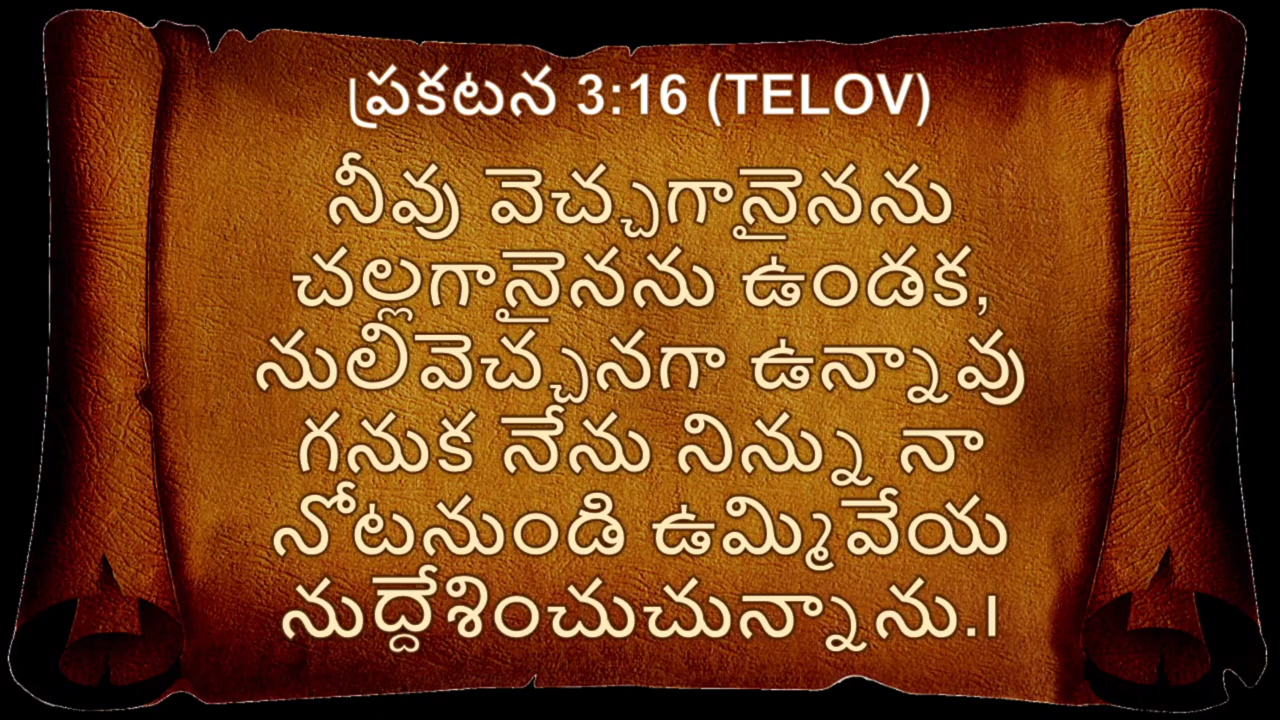 ప్రకటన 3:16 (TELOV)
నీవు వెచ్చగానైనను
చల్లగానైనను ఉండక,
నులివెచ్చనగా ఉన్నావు
గనుక నేను నిన్ను నా
నోటనుండి ఉమ్మివేయ
నుద్దేశించుచున్నాను.।